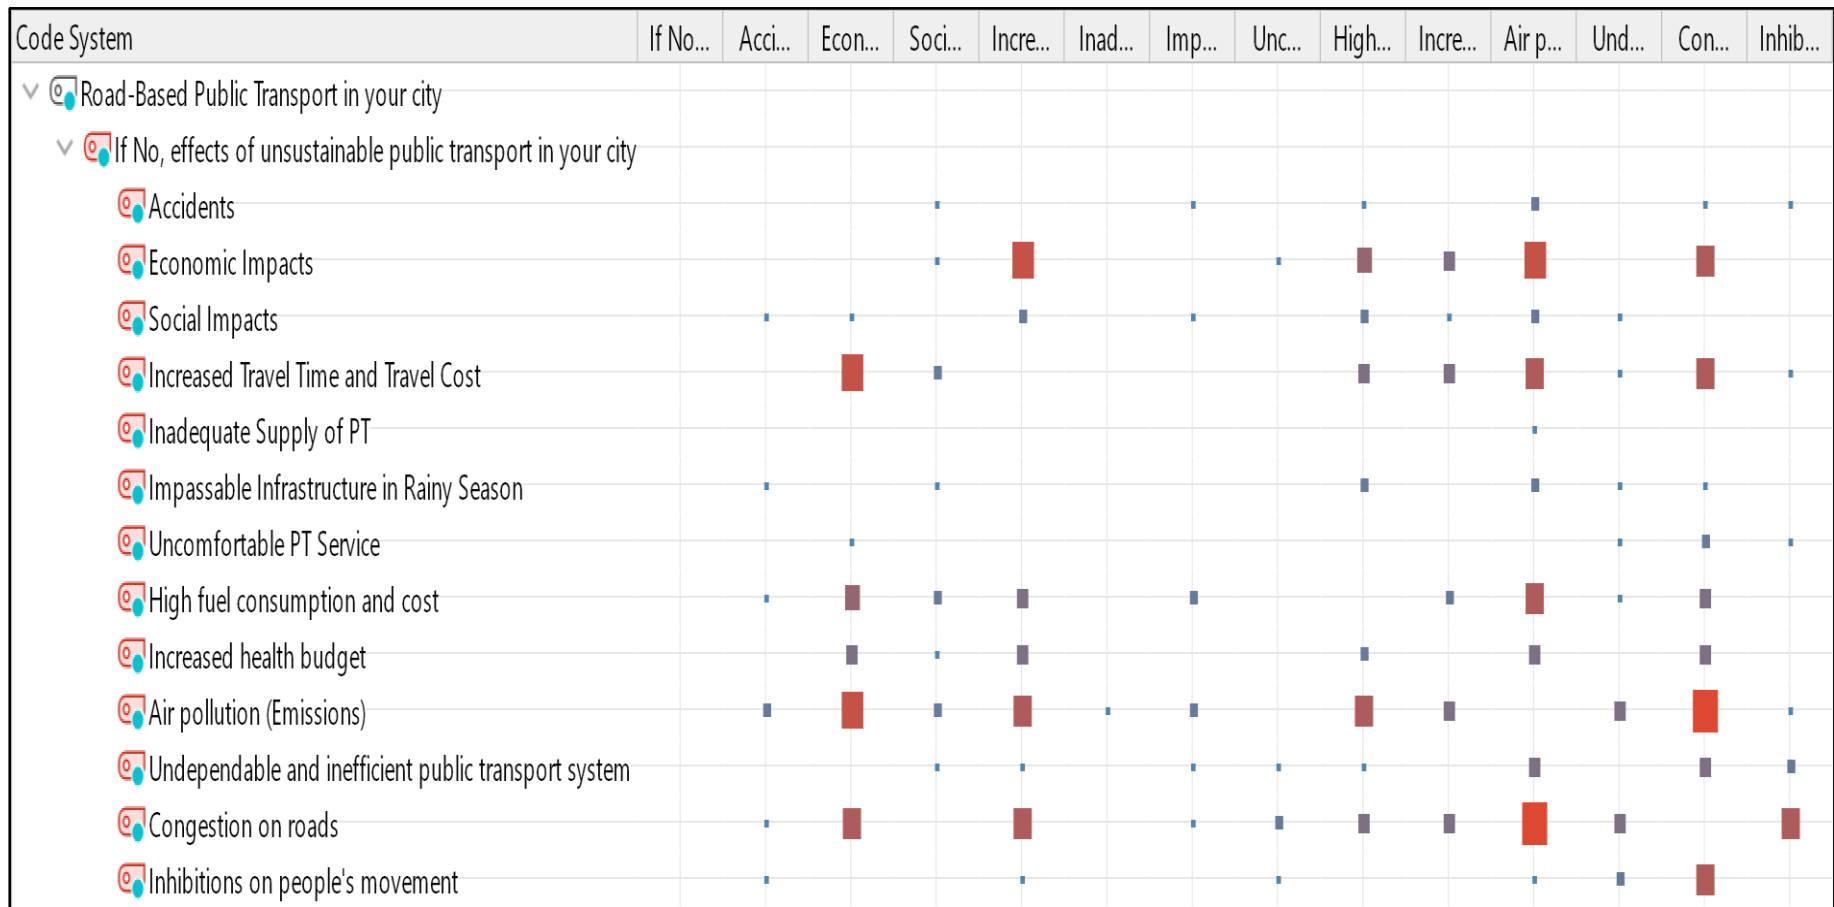 Code System If No... Acci... Econ... Soci... Incre... Inad... Imp... Unc... High... Incre... Air p... Und... Con... Inhib...
Road-Based Public Transport in your city
If No, effects of unsustainable public transport in your city
Accidents
Economic Impacts
Social Impacts
Increased Travel Time and Travel Cost
Inadequate Supply of PT
Impassable Infrastructure in Rainy Season
Uncomfortable PT Service
High fuel consumption and cost
Increased health budget
Air pollution (Emissions)
Undependable and inefficient public transport system
Congestion on roads
Inhibitions on people's movement